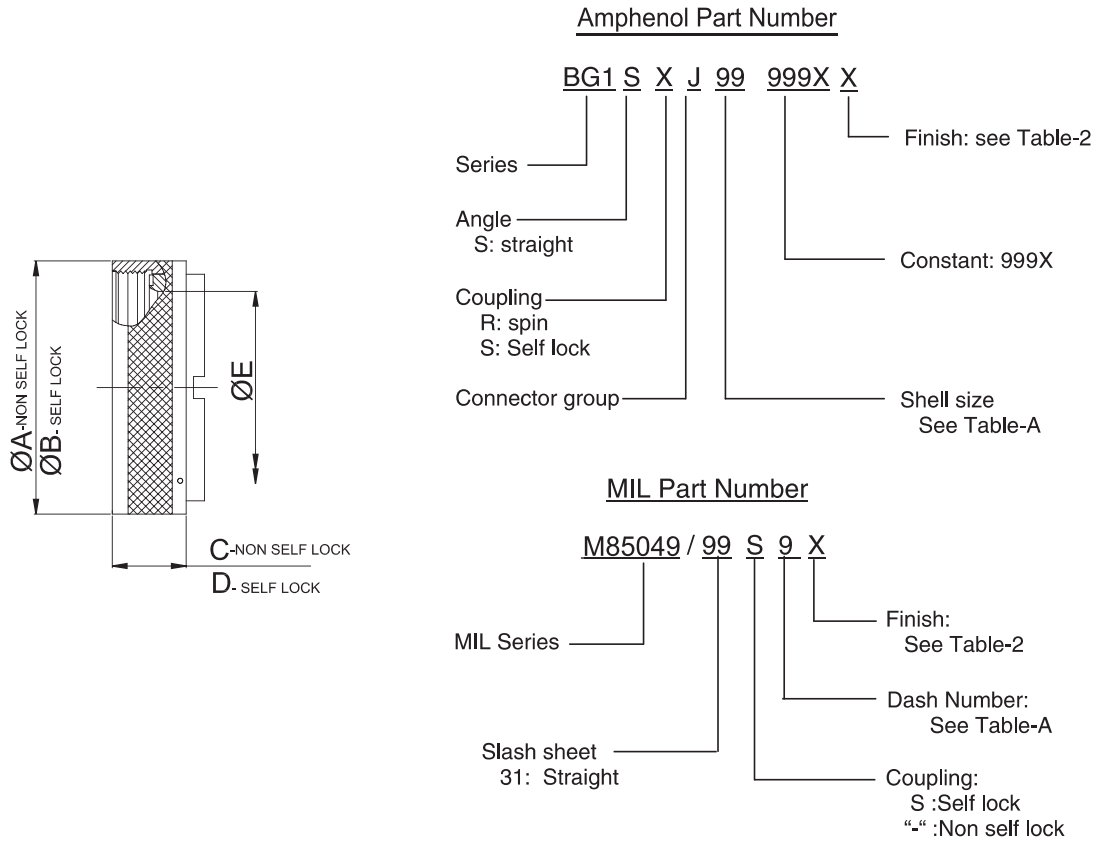 Amphenol Part Number
BG1 S X J 99 999X X
Finish: see Table-2
Series
Angle
S: straight
Constant: 999X
Coupling
R: spin
S: Self lock
Connector group
Shell size
See Table-A
ØA-NON SELF LOCK
ØB- SELF LOCK
ØE
C-NON SELF LOCK
D- SELF LOCK
MIL Part Number
M85049 / 99 S 9 X
Finish:
See Table-2
MIL Series
Dash Number:
See Table-A
Slash sheet
31: Straight
Coupling:
S :Self lock
“-“ :Non self lock